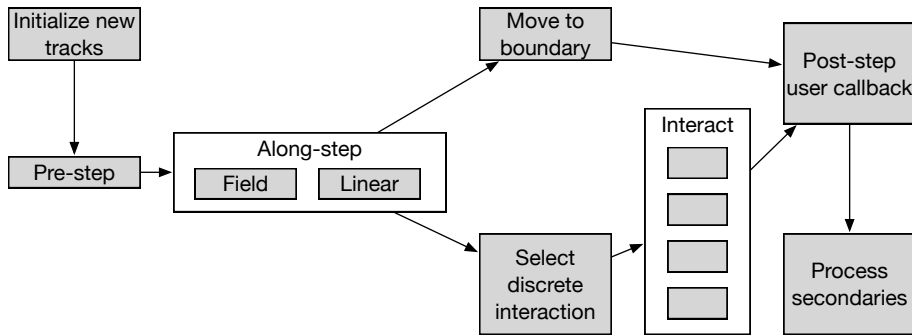 Initialize new
tracks
Pre-step
Along-step
Field
Linear
Move to
boundary
Select
discrete
interaction
Interact
Post-step
user callback
Process
secondaries